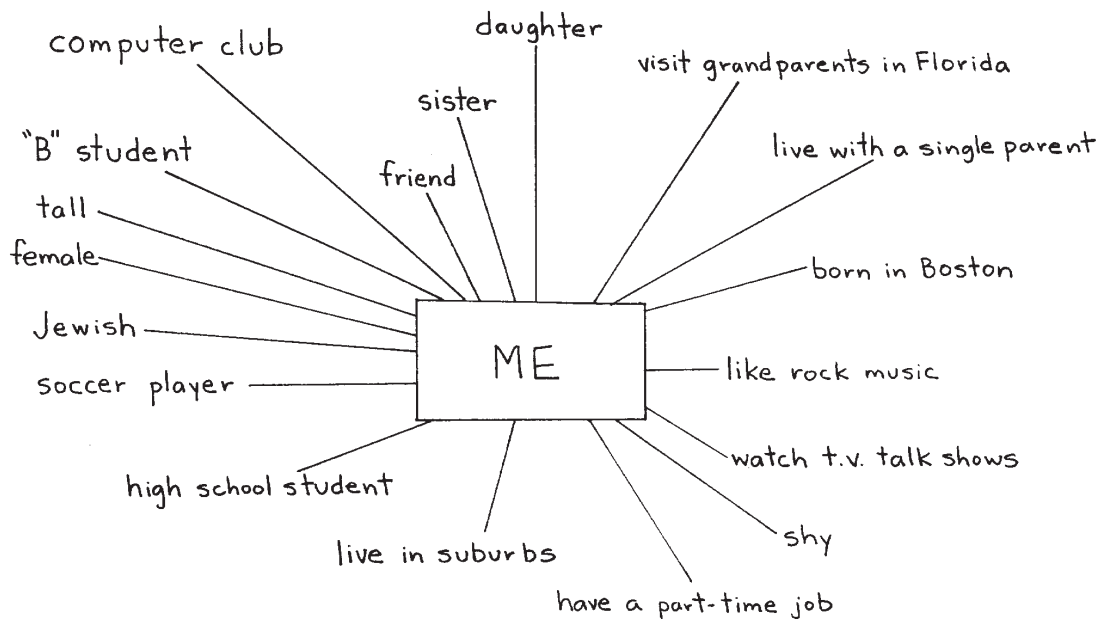 daughter
computer club
visit grandparents in Florida
sister
"B" student
live with a single parent
friend
tall
female
born in Boston
Jewish
ME
like rock music
soccer player
watch t.v. talk shows
high school student
shy
live in suburbs
have a part-time job